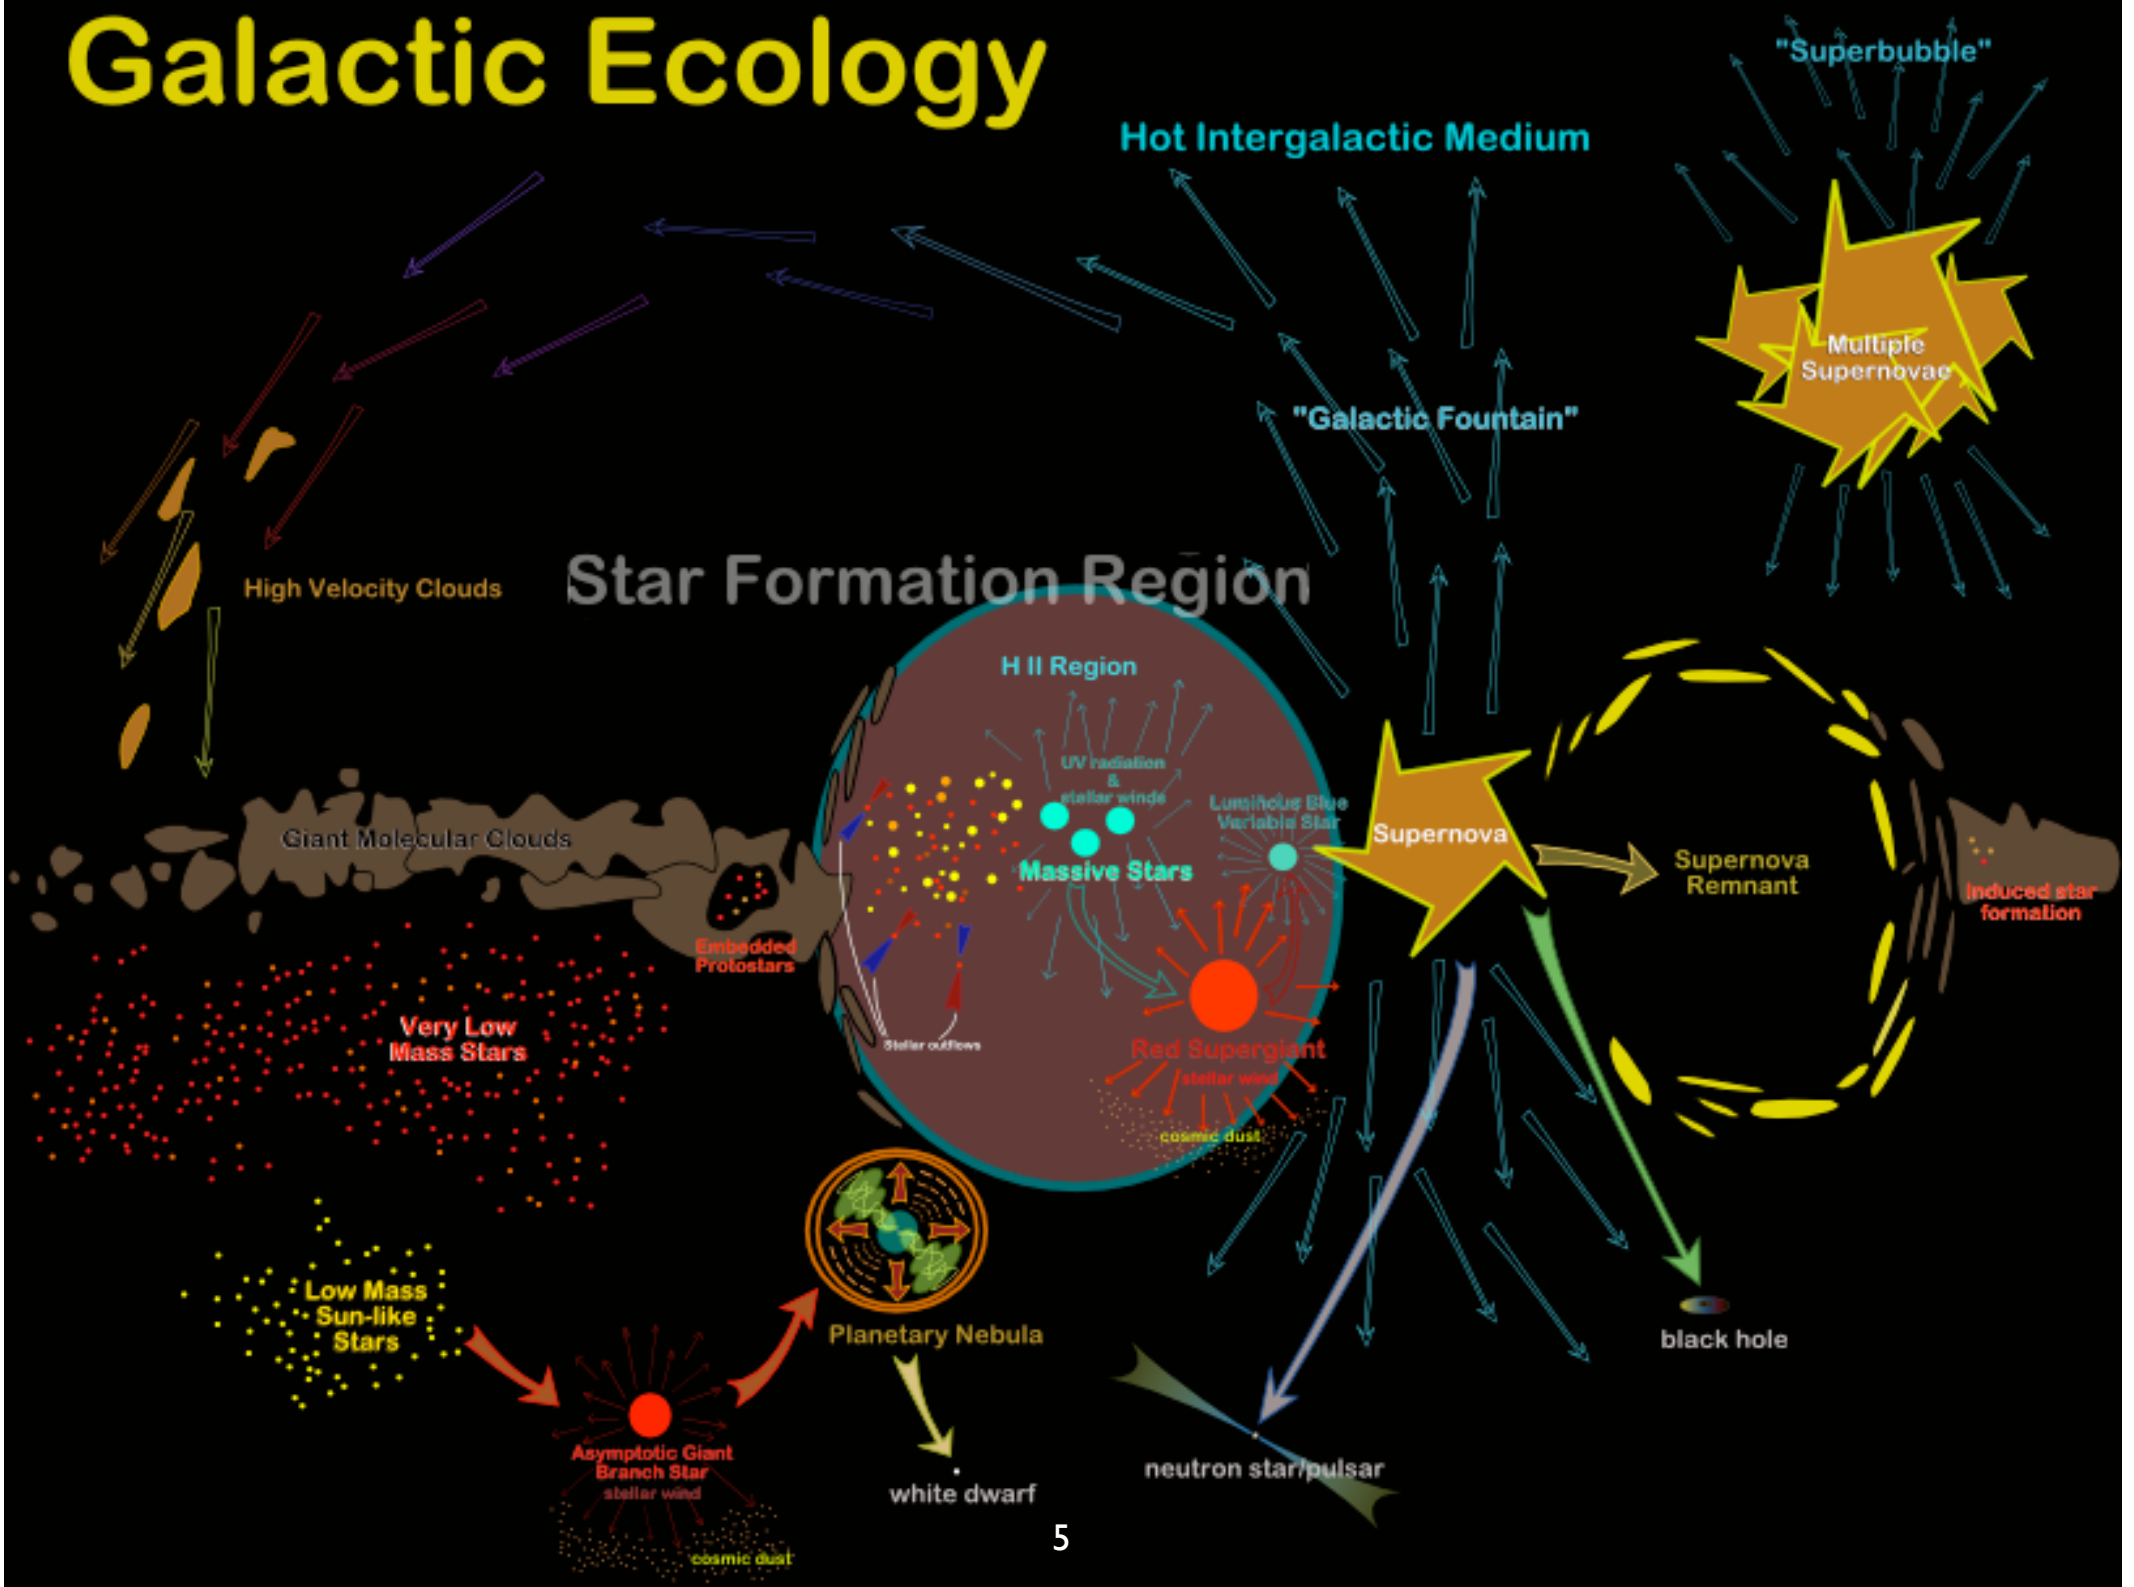 Galactic Ecology
"Superbubble"
Hot Intergalactic Medium
Multiple
Supernovae
"Galactic Fountain"
High Velocity Clouds
Star Formation Region
H II Region
UV radiation
&
stellar winds
Luminous Blue
Variable Star
Massive Stars
Supernova
Supernova
Remnant
Induced star
formation
Giant Molecular Clouds
Embedded
Protostars
Very Low
Mass Stars
Stellar outflows
Red Supergiant
stellar wind
cosmic dust
Low Mass
Sun-like
Stars
Planetary Nebula
black hole
Asymptotic Giant
Branch Star
stellar wind
cosmic dust
white dwarf
neutron star/pulsar
5